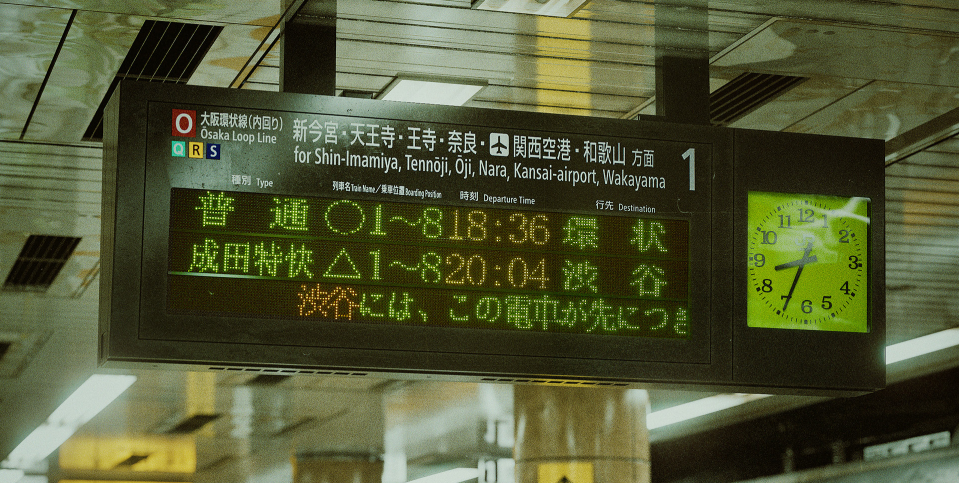 O 大阪環状線(内回り) 新今宮・天王寺・王寺・奈良・ 関西空港・和歌山 方面 1
Osaka Loop Line for Shin-Imamiya, Tennōji, Ōji, Nara, Kansai-airport, Wakayama
Q R S
種別 Type 列車名 Train Name/乗車位置 Boarding Position 時刻 Departure Time 行先 Destination
普通 ○1~8 18:36 環状
成田特快 △1~8 20:04 渋谷
渋谷には、この電車が先につき
12 1 2 3 4 5 6 7 8 9 10 11